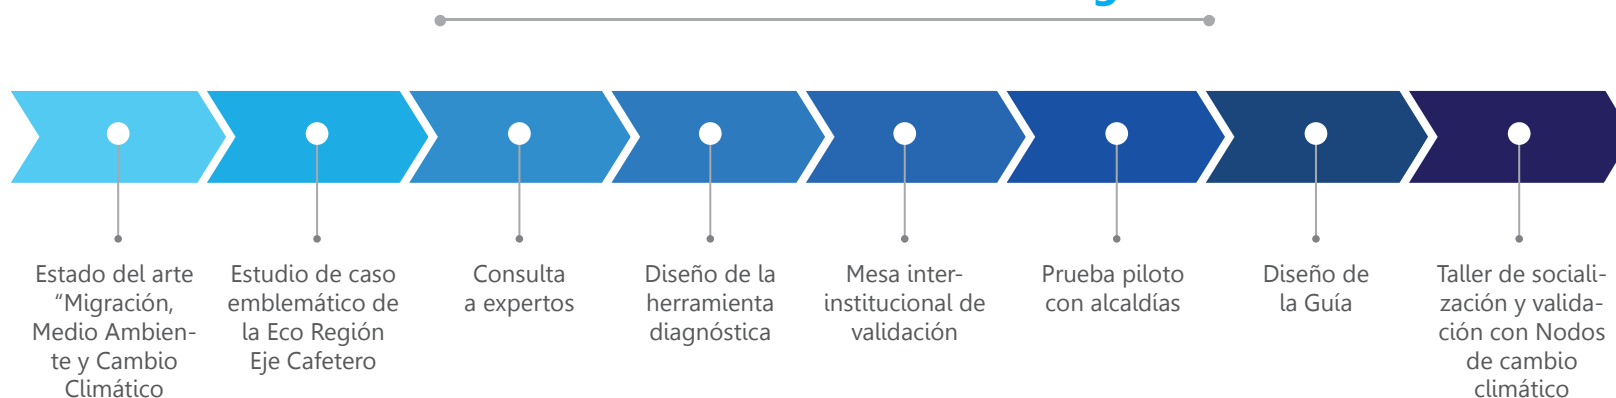 Estado del arte
“Migración,
Medio Ambien-
te y Cambio
Climático
Estudio de caso
emblemático de
la Eco Región
Eje Cafetero
Consulta
a expertos
Diseño de la
herramienta
diagnóstica
Mesa inter-
institucional de
validación
Prueba piloto
con alcaldías
Diseño de
la Guía
Taller de sociali-
zación y valida-
ción con Nodos
de cambio
climático